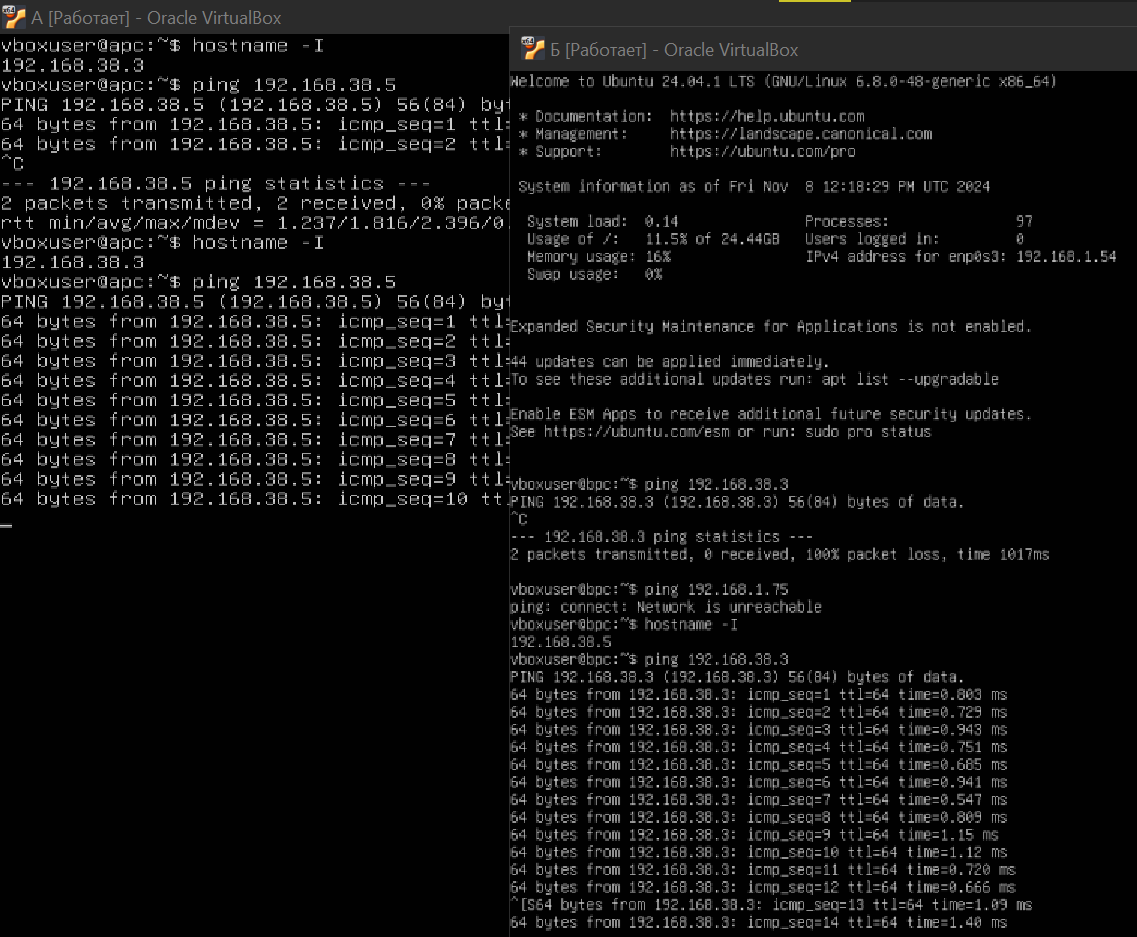 A [Работает] - Oracle VirtualBox
vboxuser@apc:~$ hostname -I
192.168.38.3
vboxuser@apc:~$ ping 192.168.38.5
PING 192.168.38.5 (192.168.38.5) 56(84) byt
64 bytes from 192.168.38.5: icmp_seq=1 ttl=
64 bytes from 192.168.38.5: icmp_seq=2 ttl=
^C
--- 192.168.38.5 ping statistics ---
2 packets transmitted, 2 received, 0% packe
rtt min/avg/max/mdev = 1.237/1.816/2.396/0.
vboxuser@apc:~$ hostname -I
192.168.38.3
vboxuser@apc:~$ ping 192.168.38.5
PING 192.168.38.5 (192.168.38.5) 56(84) byt
64 bytes from 192.168.38.5: icmp_seq=1 ttl=
64 bytes from 192.168.38.5: icmp_seq=2 ttl=
64 bytes from 192.168.38.5: icmp_seq=3 ttl=
64 bytes from 192.168.38.5: icmp_seq=4 ttl=
64 bytes from 192.168.38.5: icmp_seq=5 ttl=
64 bytes from 192.168.38.5: icmp_seq=6 ttl=
64 bytes from 192.168.38.5: icmp_seq=7 ttl=
64 bytes from 192.168.38.5: icmp_seq=8 ttl=
64 bytes from 192.168.38.5: icmp_seq=9 ttl=
64 bytes from 192.168.38.5: icmp_seq=10 tt
Б [Работает] - Oracle VirtualBox
Welcome to Ubuntu 24.04.1 LTS (GNU/Linux 6.8.0-48-generic x86_64)
* Documentation:  https://help.ubuntu.com
* Management:     https://landscape.canonical.com
* Support:        https://ubuntu.com/pro
System information as of Fri Nov  8 12:18:29 PM UTC 2024
System load:  0.14               Processes:               97
Usage of /:   11.5% of 24.44GB   Users logged in:         0
Memory usage: 16%                IPv4 address for enp0s3: 192.168.1.54
Swap usage:   0%
Expanded Security Maintenance for Applications is not enabled.
44 updates can be applied immediately.
To see these additional updates run: apt list --upgradable
Enable ESM Apps to receive additional future security updates.
See https://ubuntu.com/esm or run: sudo pro status
vboxuser@bpc:~$ ping 192.168.38.3
PING 192.168.38.3 (192.168.38.3) 56(84) bytes of data.
^C
--- 192.168.38.3 ping statistics ---
2 packets transmitted, 0 received, 100% packet loss, time 1017ms
vboxuser@bpc:~$ ping 192.168.1.75
ping: connect: Network is unreachable
vboxuser@bpc:~$ hostname -I
192.168.38.5
vboxuser@bpc:~$ ping 192.168.38.3
PING 192.168.38.3 (192.168.38.3) 56(84) bytes of data.
64 bytes from 192.168.38.3: icmp_seq=1 ttl=64 time=0.803 ms
64 bytes from 192.168.38.3: icmp_seq=2 ttl=64 time=0.729 ms
64 bytes from 192.168.38.3: icmp_seq=3 ttl=64 time=0.943 ms
64 bytes from 192.168.38.3: icmp_seq=4 ttl=64 time=0.751 ms
64 bytes from 192.168.38.3: icmp_seq=5 ttl=64 time=0.685 ms
64 bytes from 192.168.38.3: icmp_seq=6 ttl=64 time=0.941 ms
64 bytes from 192.168.38.3: icmp_seq=7 ttl=64 time=0.547 ms
64 bytes from 192.168.38.3: icmp_seq=8 ttl=64 time=0.809 ms
64 bytes from 192.168.38.3: icmp_seq=9 ttl=64 time=1.15 ms
64 bytes from 192.168.38.3: icmp_seq=10 ttl=64 time=1.12 ms
64 bytes from 192.168.38.3: icmp_seq=11 ttl=64 time=0.720 ms
64 bytes from 192.168.38.3: icmp_seq=12 ttl=64 time=0.666 ms
^[S64 bytes from 192.168.38.3: icmp_seq=13 ttl=64 time=1.09 ms
64 bytes from 192.168.38.3: icmp_seq=14 ttl=64 time=1.40 ms